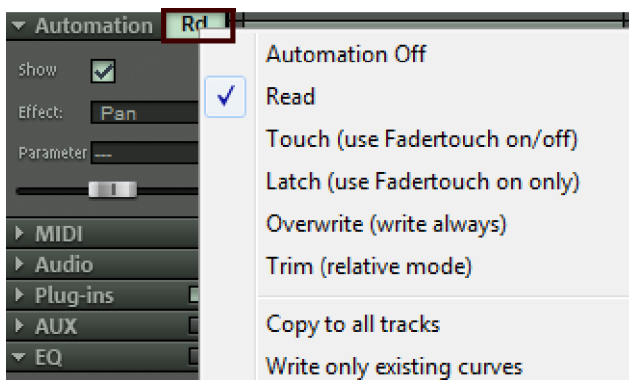 Automation Rd
Show
Effect: Pan
Parameter ---
MIDI
Audio
Plug-ins
AUX
EQ
Automation Off
Read
Touch (use Fadertouch on/off)
Latch (use Fadertouch on only)
Overwrite (write always)
Trim (relative mode)
Copy to all tracks
Write only existing curves